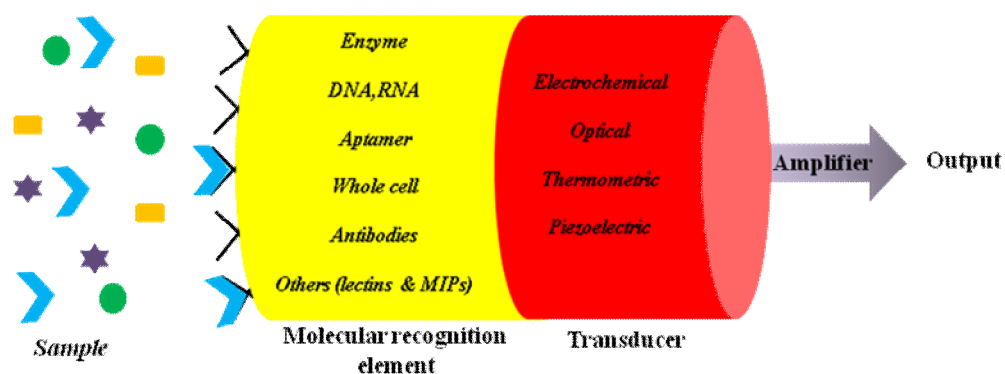 Enzyme
DNA,RNA
Aptamer
Whole cell
Antibodies
Others (lectins & MIPs)
Electrochemical
Optical
Thermometric
Piezoelectric
Amplifier
Output
Sample
Molecular recognition
element
Transducer